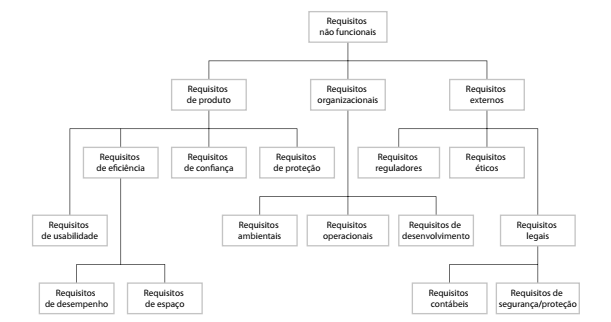 Requisitos
não funcionais
Requisitos
de produto
Requisitos
organizacionais
Requisitos
externos
Requisitos
de eficiência
Requisitos
de confiança
Requisitos
de proteção
Requisitos
reguladores
Requisitos
éticos
Requisitos
de usabilidade
Requisitos
ambientais
Requisitos
operacionais
Requisitos de
desenvolvimento
Requisitos
legais
Requisitos
de desempenho
Requisitos
de espaço
Requisitos
contábeis
Requisitos de
segurança/proteção